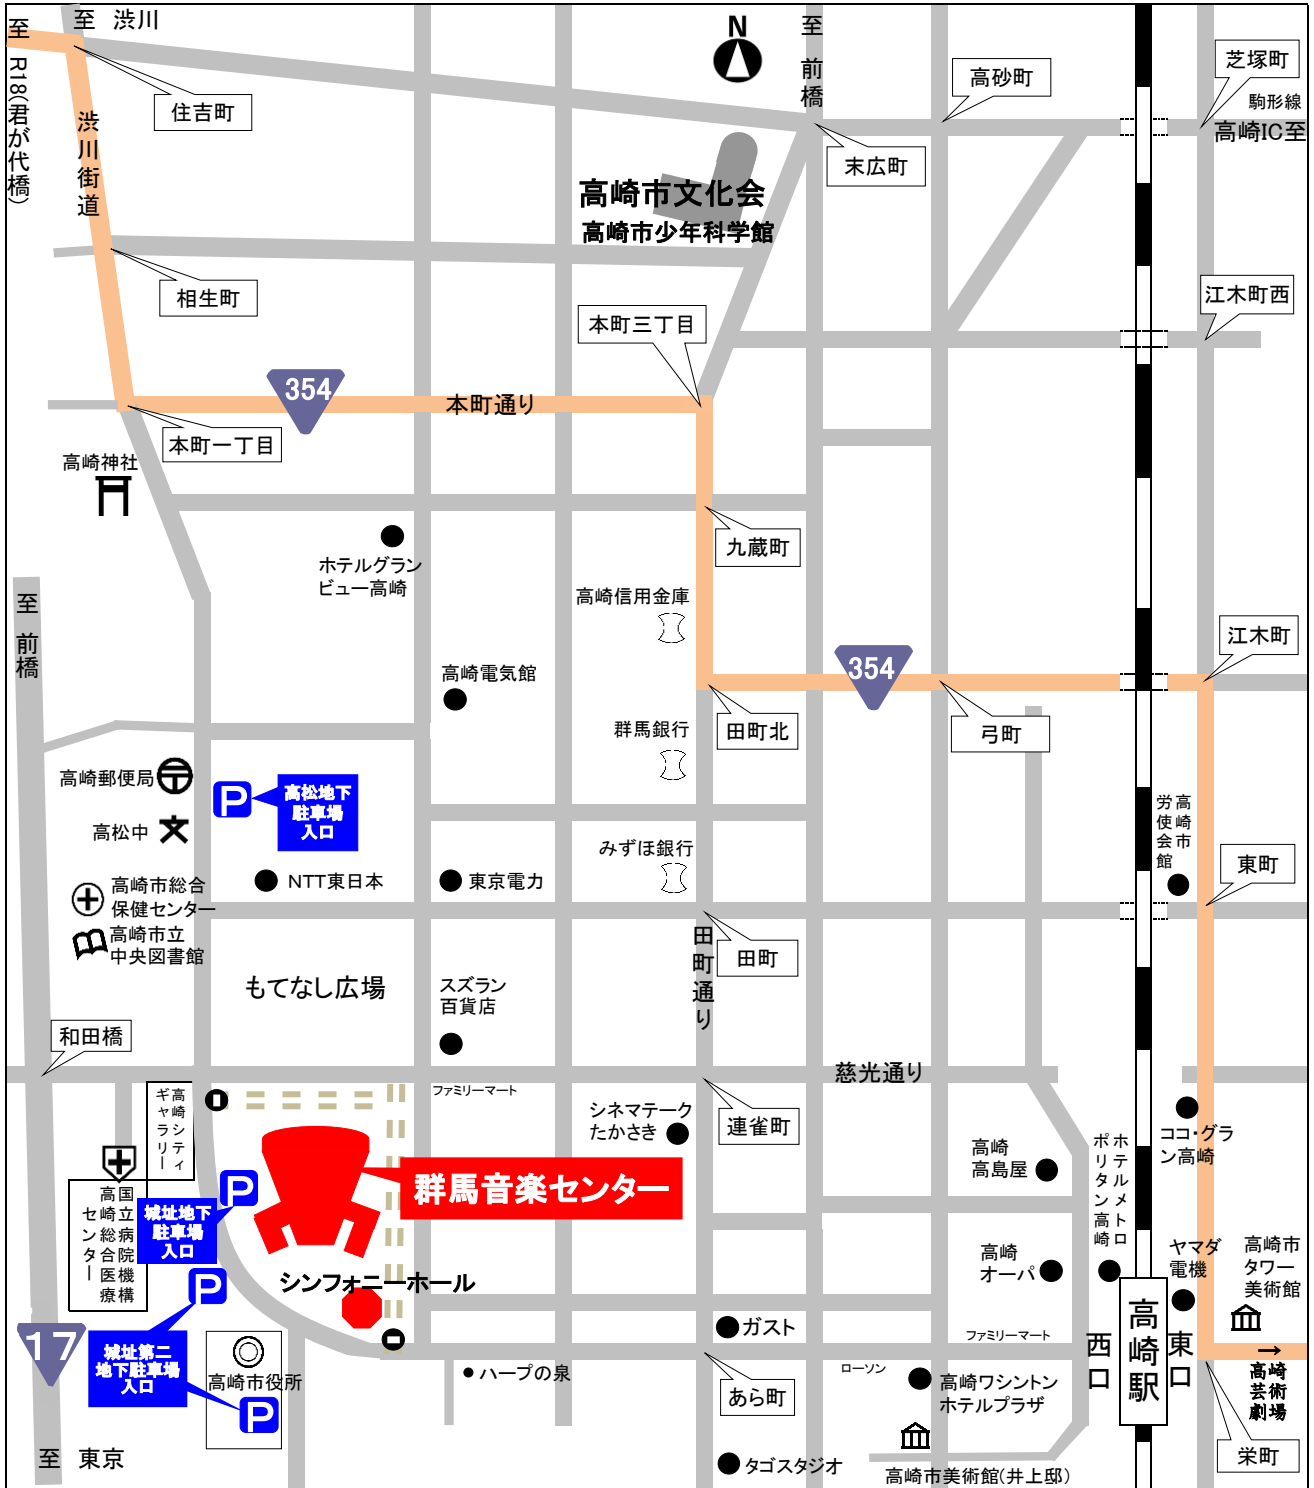 至 渋川
至 R18(君が代橋)
N
至 前橋
高砂町
芝塚町
駒形線
高崎IC至
住吉町
渋川街道
末広町
高崎市文化会
高崎市少年科学館
相生町
江木町西
本町三丁目
354
本町通り
本町一丁目
高崎神社
九蔵町
ホテルグラン
ビュー高崎
高崎信用金庫
至 前橋
江木町
354
高崎電気館
群馬銀行
田町北
弓町
高崎郵便局
P
高松地下
駐車場
入口
高崎市
労使会館
高松中
みずほ銀行
東町
高崎市総合
保健センター
NTT東日本
東京電力
高崎市立
中央図書館
田町通り
田町
もてなし広場
スズラン
百貨店
和田橋
慈光通り
ファミリーマート
高崎シティ
ギャラリー
シネマテーク
たかさき
連雀町
ココ・グラ
ン高崎
高崎
高島屋
ホテルメトロ
ポリタン高崎
群馬音楽センター
P
国立病院機構
高崎総合医療
センター
城址地下
駐車場
入口
高崎
オーパ
ヤマダ
電機
高崎市
タワー
美術館
シンフォニーホール
P
17
高崎駅
西口
東口
ガスト
ファミリーマート
城址第二
地下駐車場
入口
→
高崎
芸術
劇場
高崎市役所
P
ハープの泉
あら町
ローソン
高崎ワシントン
ホテルプラザ
栄町
至 東京
タゴスタジオ
高崎市美術館(井上邸)